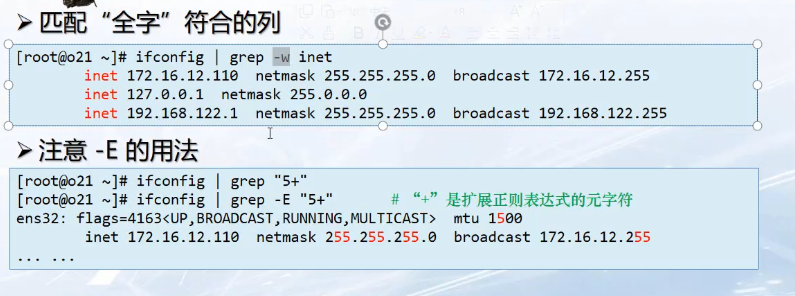 ➢ 匹配“全字”符合的列
[root@o21 ~]# ifconfig | grep -w inet
inet 172.16.12.110  netmask 255.255.255.0  broadcast 172.16.12.255
inet 127.0.0.1  netmask 255.0.0.0
inet 192.168.122.1  netmask 255.255.255.0  broadcast 192.168.122.255
➢ 注意 -E 的用法
[root@o21 ~]# ifconfig | grep "5+"
[root@o21 ~]# ifconfig | grep -E "5+"      # “+”是扩展正则表达式的元字符
ens32: flags=4163<UP,BROADCAST,RUNNING,MULTICAST>  mtu 1500
inet 172.16.12.110  netmask 255.255.255.0  broadcast 172.16.12.255
... ...